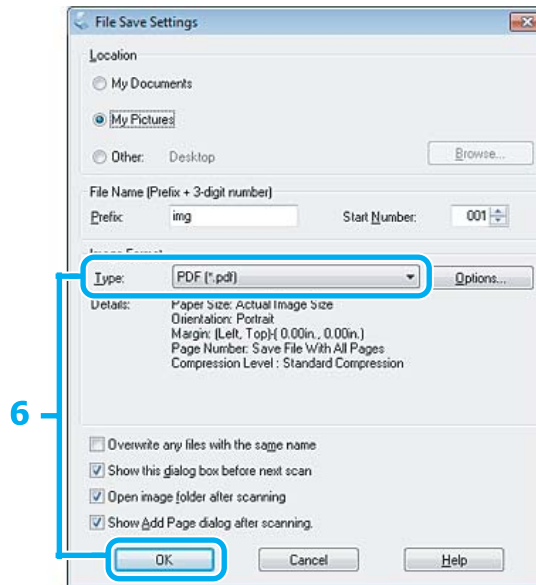 File Save Settings
Location
My Documents
My Pictures
Other: Desktop Browse...
File Name (Prefix + 3-digit number)
Prefix: img Start Number: 001
Image Format
Type: PDF (*.pdf) Options...
Details: Paper Size: Actual Image Size
Orientation: Portrait
Margin: (Left, Top)-( 0.00in., 0.00in.)
Page Number: Save File With All Pages
Compression Level : Standard Compression
6
Overwrite any files with the same name
Show this dialog box before next scan
Open image folder after scanning
Show Add Page dialog after scanning.
OK Cancel Help